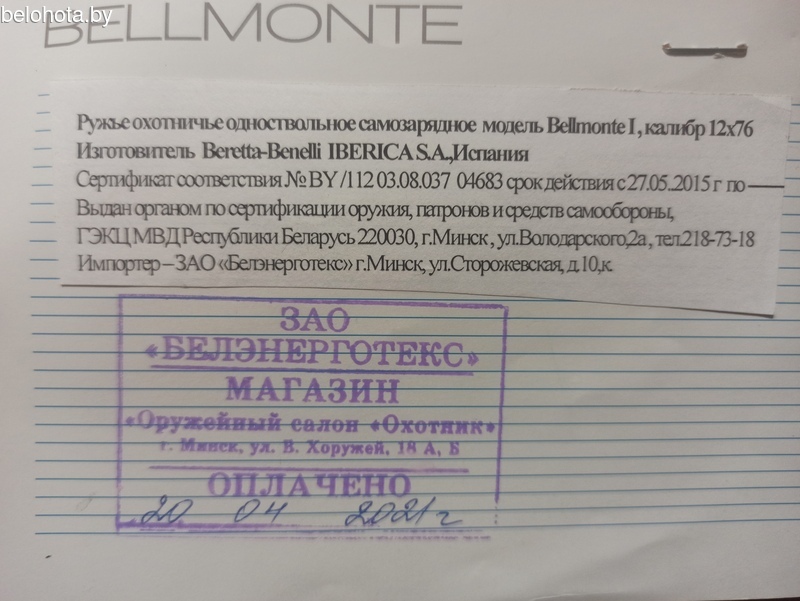 belohota.by
BELLMONTE
Ружье охотничье одноствольное самозарядное модель Bellmonte I , калибр 12x76
Изготовитель Beretta-Benelli IBERICA S.A.,Испания
Сертификат соответствия № BY /112 03.08.037 04683 срок действия с 27.05.2015 г по —
Выдан органом по сертификации оружия, патронов и средств самообороны,
ГЭКЦ МВД Республики Беларусь 220030, г.Минск , ул.Володарского,2а , тел.218-73-18
Импортер – ЗАО «Белэнерготекс» г.Минск, ул.Сторожевская, д.10,к.
ЗАО
«БЕЛЭНЕРГОТЕКС»
МАГАЗИН
«Оружейный салон «Охотник»
г. Минск, ул. В. Хоружей, 18 А, Б
ОПЛАЧЕНО
20 04 2021 г